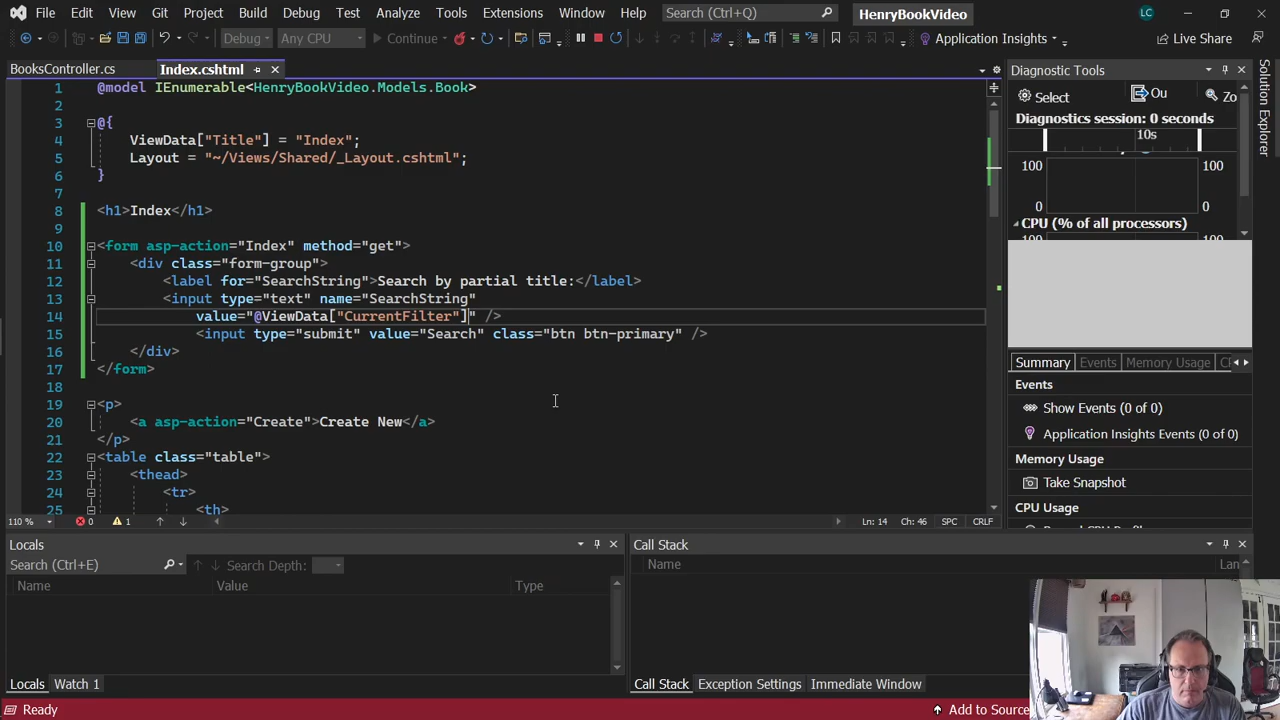 File Edit View Git Project Build Debug Test Analyze Tools Extensions Window Help Search (Ctrl+Q) HenryBookVideo LC
Debug Any CPU Continue Application Insights Live Share
BooksController.cs Index.cshtml
1 @model IEnumerable<HenryBookVideo.Models.Book>
2
3 @{
4 ViewData["Title"] = "Index";
5 Layout = "~/Views/Shared/_Layout.cshtml";
6 }
7
8 <h1>Index</h1>
9
10 <form asp-action="Index" method="get">
11 <div class="form-group">
12 <label for="SearchString">Search by partial title:</label>
13 <input type="text" name="SearchString"
14 value="@ViewData["CurrentFilter"]" />
15 <input type="submit" value="Search" class="btn btn-primary" />
16 </div>
17 </form>
18
19 <p>
20 <a asp-action="Create">Create New</a>
21 </p>
22 <table class="table">
23 <thead>
24 <tr>
25 <th>
110 % 0 1 Ln: 14 Ch: 46 SPC CRLF
Diagnostic Tools
Select Ou Zo
Diagnostics session: 0 seconds
10s
100 100
0 0
CPU (% of all processors)
100 100
Summary Events Memory Usage
Events
Show Events (0 of 0)
Application Insights Events (0 of 0)
Memory Usage
Take Snapshot
CPU Usage
Solution Explorer
Locals
Search (Ctrl+E) Search Depth:
Name Value Type
Locals Watch 1
Call Stack
Name Lan
Call Stack Exception Settings Immediate Window
Ready Add to Source